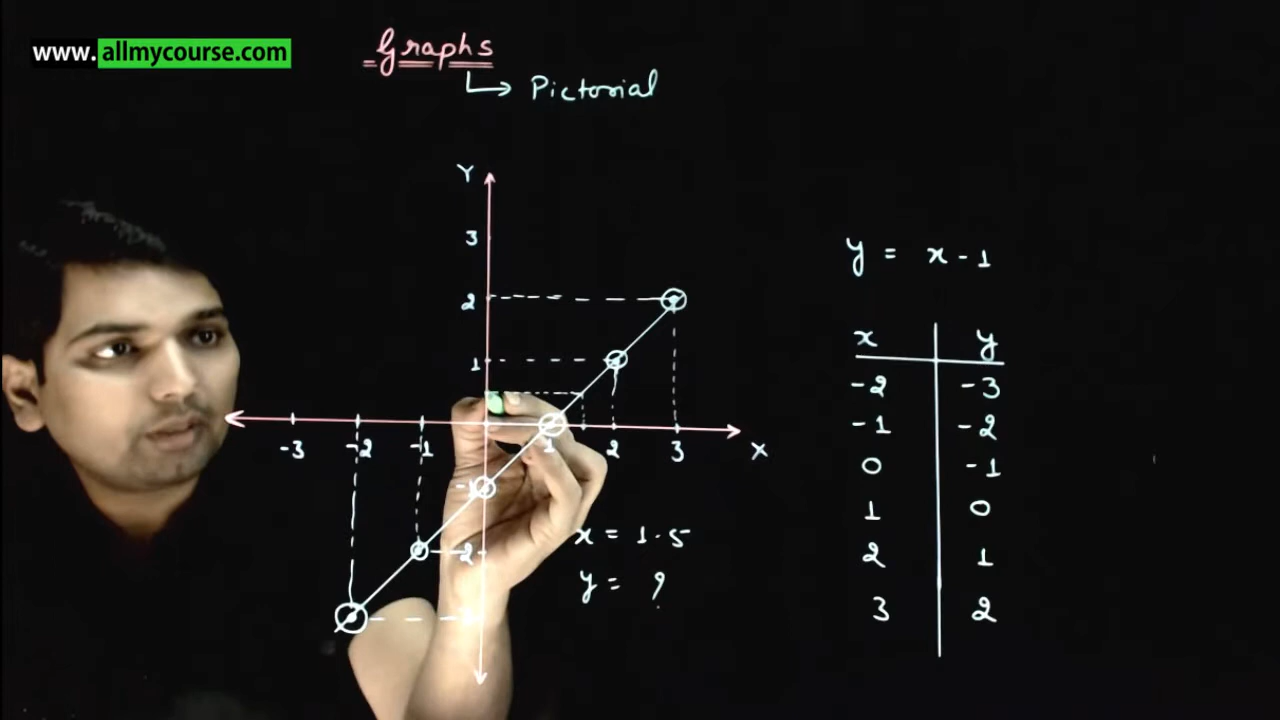 www.allmycourse.com
Graphs
Pictorial
Y
3
2
1
-3 -2 -1 1 2 3 X
-1
-2
x = 1.5
y = ?
y = x - 1
x y
-2 -3
-1 -2
0 -1
1 0
2 1
3 2